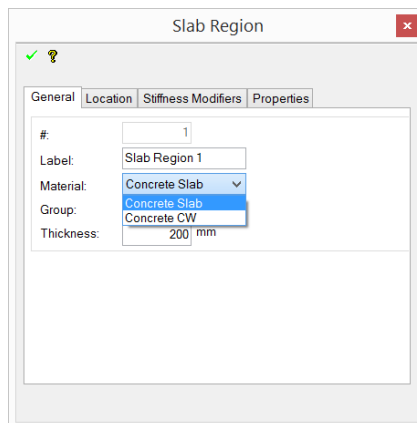 Slab Region
General Location Stiffness Modifiers Properties
#: 1
Label: Slab Region 1
Material: Concrete Slab
Concrete Slab
Group:
Concrete CW
Thickness: 200 mm